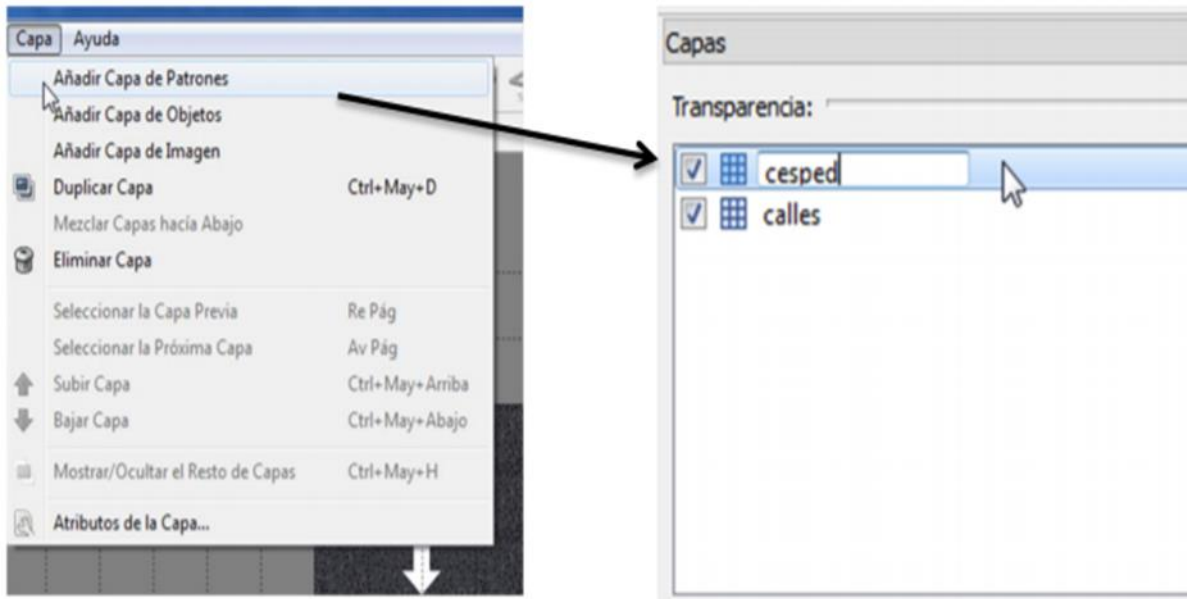 Capa Ayuda
Añadir Capa de Patrones
Añadir Capa de Objetos
Añadir Capa de Imagen
Duplicar Capa Ctrl+May+D
Mezclar Capas hacía Abajo
Eliminar Capa
Seleccionar la Capa Previa Re Pág
Seleccionar la Próxima Capa Av Pág
Subir Capa Ctrl+May+Arriba
Bajar Capa Ctrl+May+Abajo
Mostrar/Ocultar el Resto de Capas Ctrl+May+H
Atributos de la Capa...
Capas
Transparencia:
cesped
calles